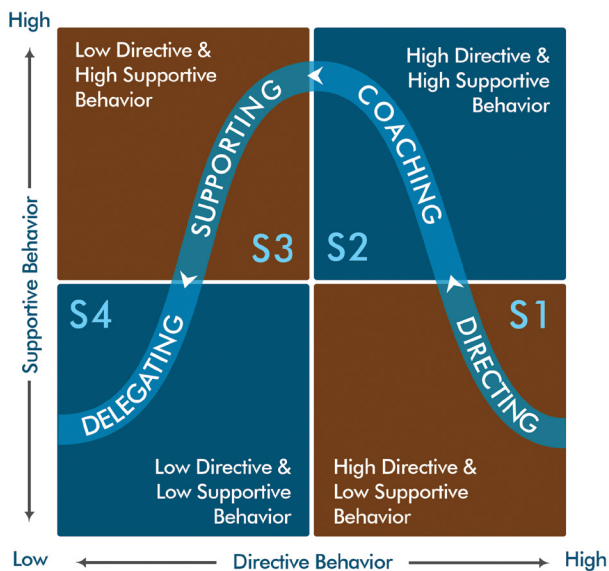 High
Low Directive &
High Supportive
Behavior
High Directive &
High Supportive
Behavior
SUPPORTING
COACHING
S3
S2
Supportive Behavior
S4
S1
DELEGATING
DIRECTING
Low Directive &
Low Supportive
Behavior
High Directive &
Low Supportive
Behavior
Low
Directive Behavior
High